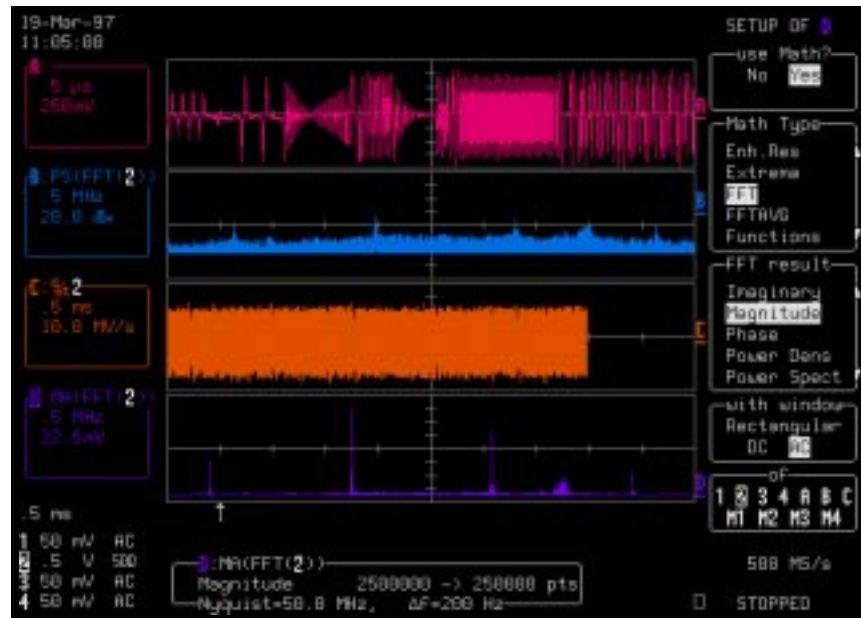 19-Mar-97
11:05:08
A
5 µs
250mV
B:PS(FFT(2))
.5 MHz
20.0 dBm
C:
2
.5 ms
10.0 MV/s
D:MA(FFT(2))
.5 MHz
32.5mV
.5 ms
1 50 mV AC
2 .5 V 50Ω
3 50 mV AC
4 50 mV AC
A
B
C
D
D:MA(FFT(2))
Magnitude 2500000 -> 250000 pts
Nyquist=50.0 MHz, ΔF=200 Hz
SETUP OF D
use Math?
No Yes
Math Type
Enh.Res
Extrema
FFT
FFTAVG
Functions
FFT result
Imaginary
Magnitude
Phase
Power Dens
Power Spect
with window
Rectangular
DC AC
of
1 2 3 4 A B C
M1 M2 M3 M4
500 MS/s
STOPPED